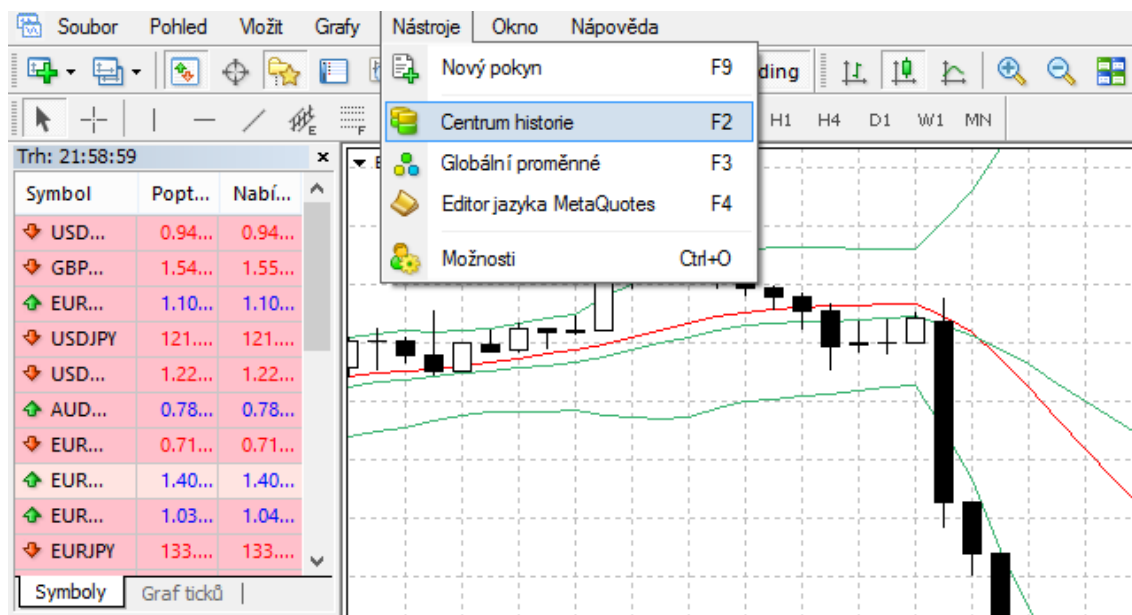 Soubor Pohled Vložit Grafy Nástroje Okno Nápověda
Nový pokyn F9
ding
Centrum historie F2
H1 H4 D1 W1 MN
E
F
Globální proměnné F3
Editor jazyka MetaQuotes F4
Možnosti Ctrl+O
Trh: 21:58:59
Symbol Popt... Nabí...
USD... 0.94... 0.94...
GBP... 1.54... 1.55...
EUR... 1.10... 1.10...
USDJPY 121.... 121....
USD... 1.22... 1.22...
AUD... 0.78... 0.78...
EUR... 0.71... 0.71...
EUR... 1.40... 1.40...
EUR... 1.03... 1.04...
EURJPY 133.... 133....
Symboly Graf ticků